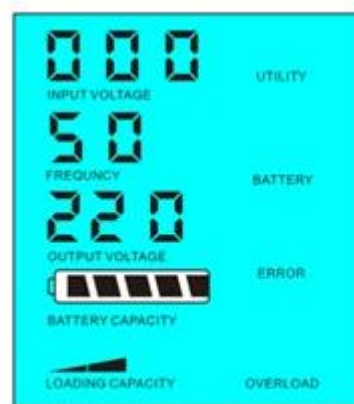 000
UTILITY
INPUT VOLTAGE
50
FREQUNCY
BATTERY
220
OUTPUT VOLTAGE
ERROR
BATTERY CAPACITY
LOADING CAPACITY
OVERLOAD